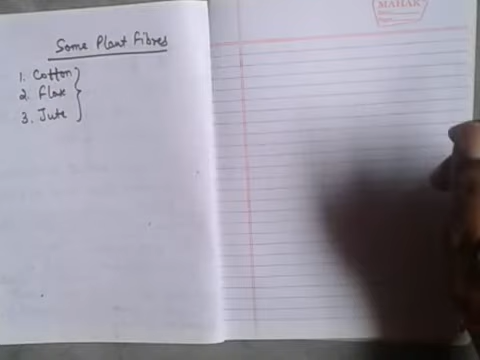 Some Plant Fibres
1. Cotton
2. Flax
3. Jute
MAHAK